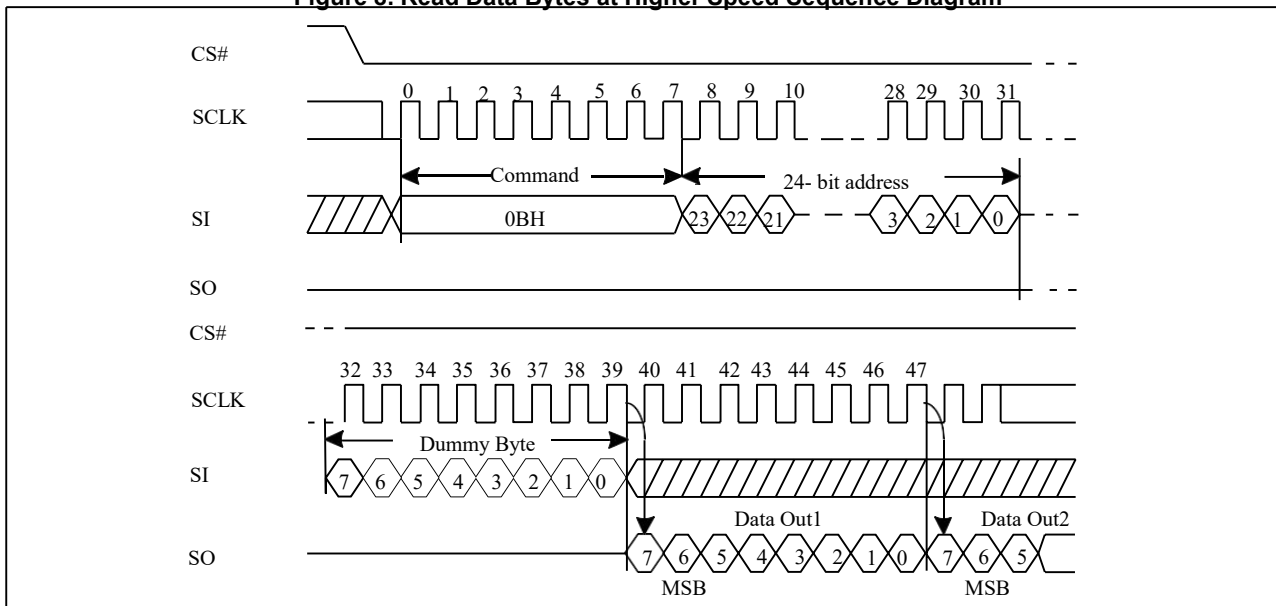 Figure 8. Read Data Bytes at Higher Speed Sequence Diagram
CS#
0 1 2 3 4 5 6 7 8 9 10 28 29 30 31
SCLK
Command 24- bit address
SI 0BH 23 22 21 3 2 1 0
SO
CS#
32 33 34 35 36 37 38 39 40 41 42 43 44 45 46 47
SCLK
Dummy Byte
SI 7 6 5 4 3 2 1 0
Data Out1 Data Out2
SO 7 6 5 4 3 2 1 0 7 6 5
MSB MSB